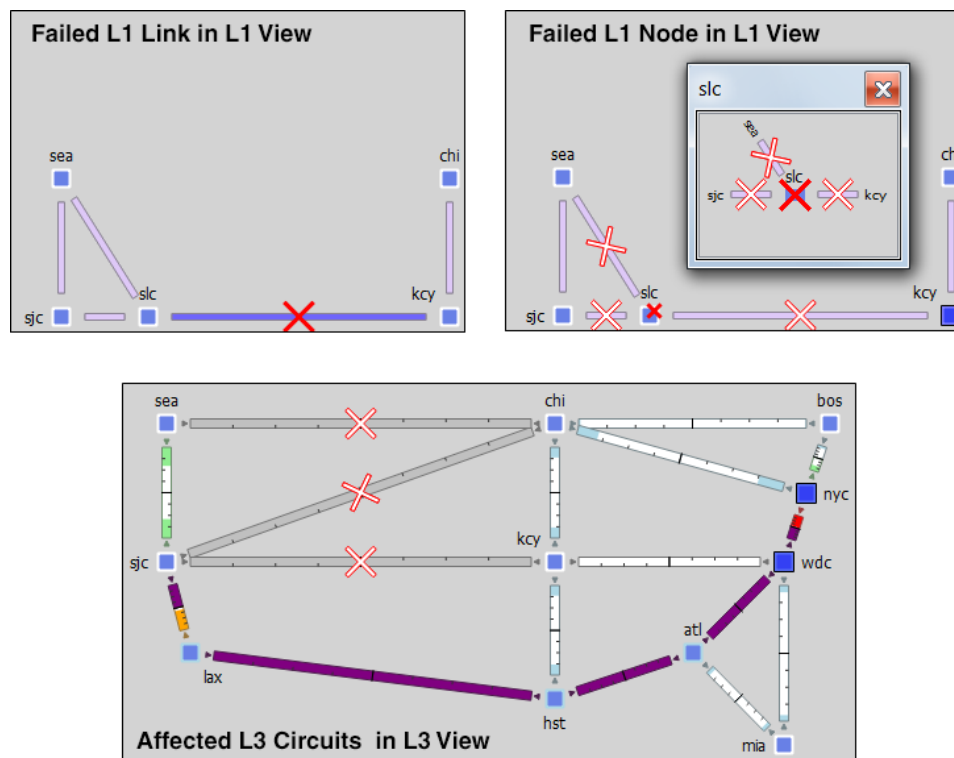 Failed L1 Link in L1 View
sea
chi
sjc
slc
kcy
Failed L1 Node in L1 View
slc
sea
slc
sjc
kcy
sea
ch
sjc
slc
kcy
sea
chi
bos
nyc
sjc
kcy
wdc
lax
atl
hst
mia
Affected L3 Circuits in L3 View